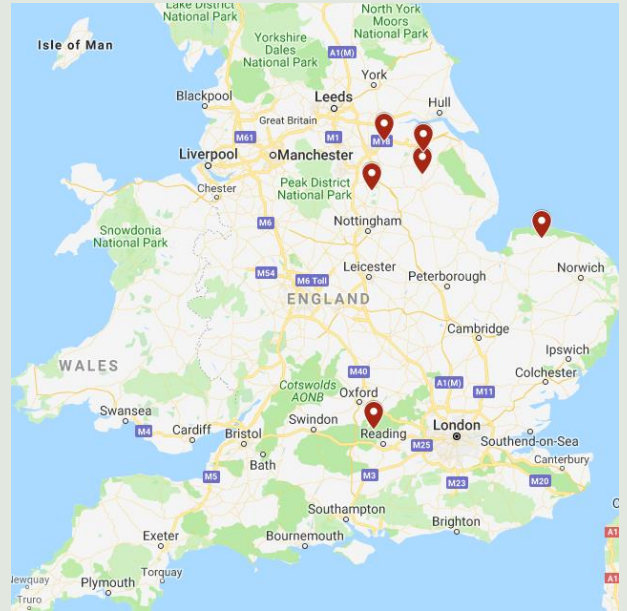 Lake District
National Park
North York
Moors
National Park
Isle of Man
Yorkshire
Dales
National Park
A1(M)
York
Blackpool
Leeds
Hull
Great Britain
M61
M1
M18
Liverpool
Manchester
Chester
Peak District
National Park
M6
Nottingham
Snowdonia
National Park
M54
Leicester
Norwich
M6 Toll
Peterborough
ENGLAND
Cambridge
WALES
Ipswich
M40
Colchester
A1(M)
M11
Cotswolds
AONB
Oxford
Swansea
M4
Cardiff
Bristol
Swindon
Reading
London
M25
Southend-on-Sea
Bath
Canterbury
M5
M3
M23
M20
Southampton
Brighton
Exeter
Bournemouth
A1
Torquay
Newquay
Plymouth
A1
Truro